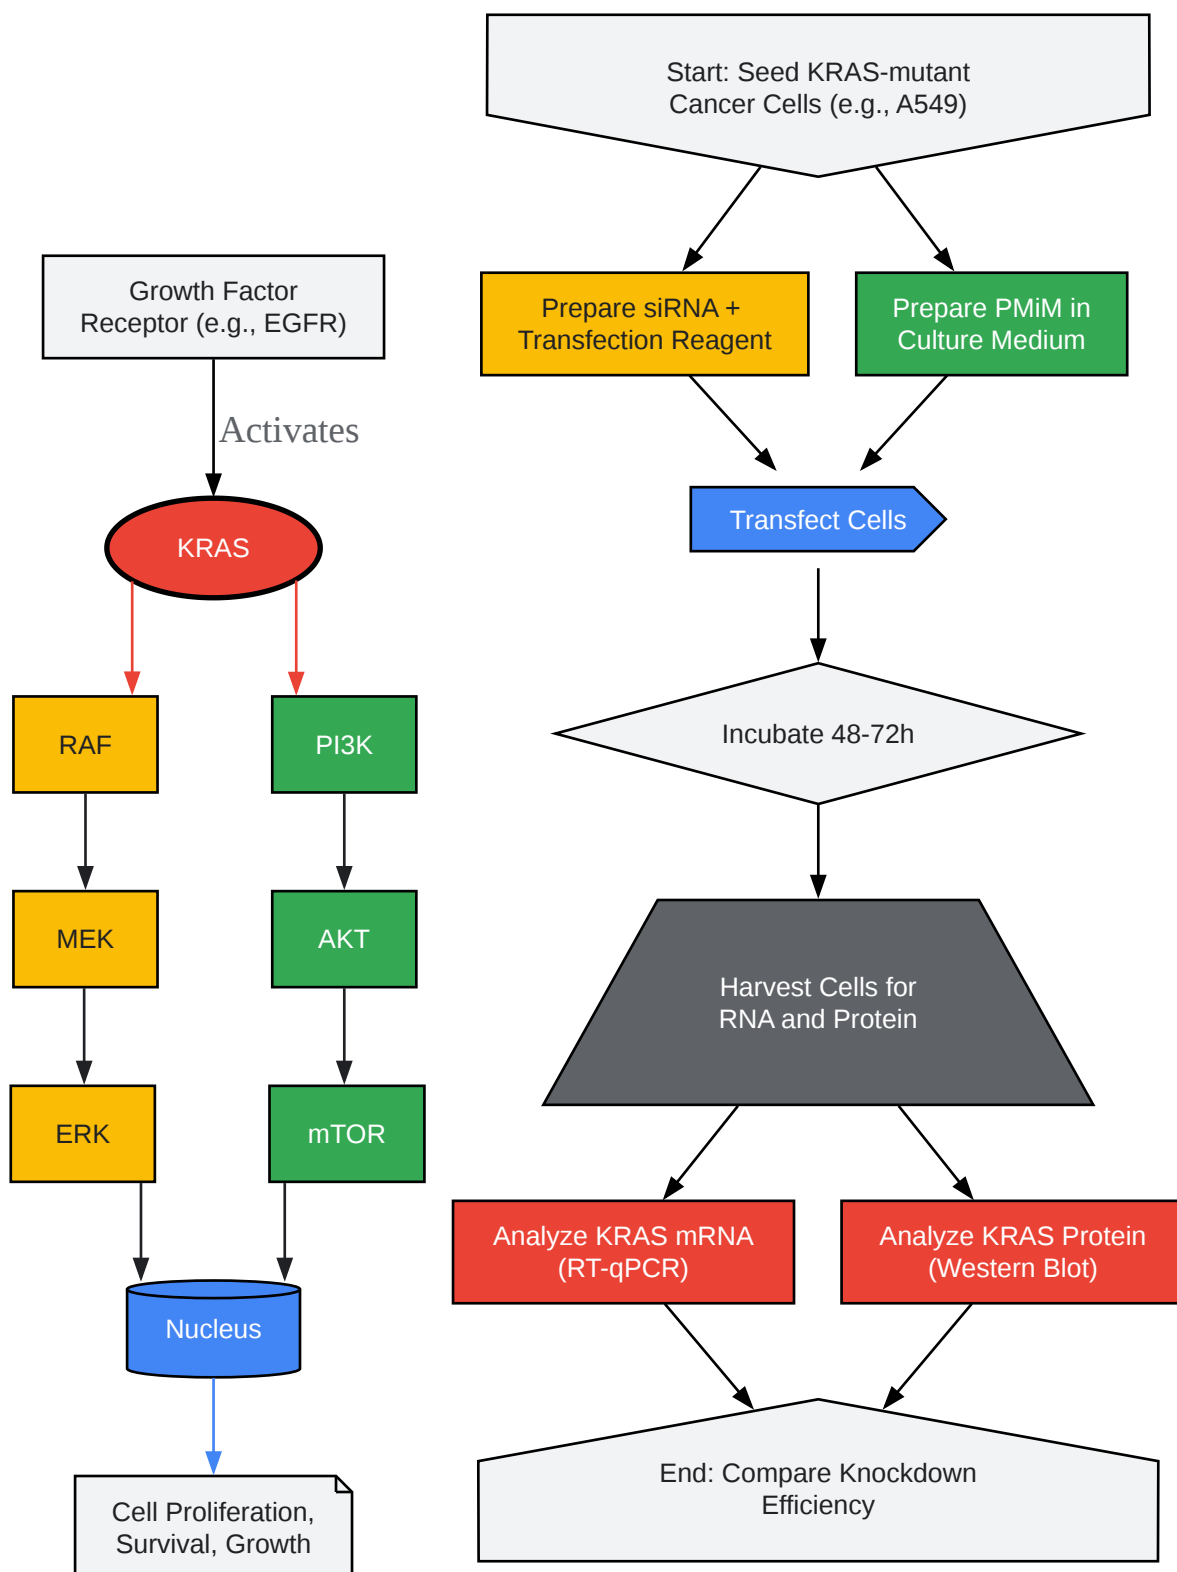 Growth Factor
Receptor (e.g., EGFR)
Activates
KRAS
RAF
PI3K
MEK
AKT
ERK
mTOR
Nucleus
Cell Proliferation,
Survival, Growth
Start: Seed KRAS-mutant
Cancer Cells (e.g., A549)
Prepare siRNA +
Transfection Reagent
Prepare PMiM in
Culture Medium
Transfect Cells
Incubate 48-72h
Harvest Cells for
RNA and Protein
Analyze KRAS mRNA
(RT-qPCR)
Analyze KRAS Protein
(Western Blot)
End: Compare Knockdown
Efficiency